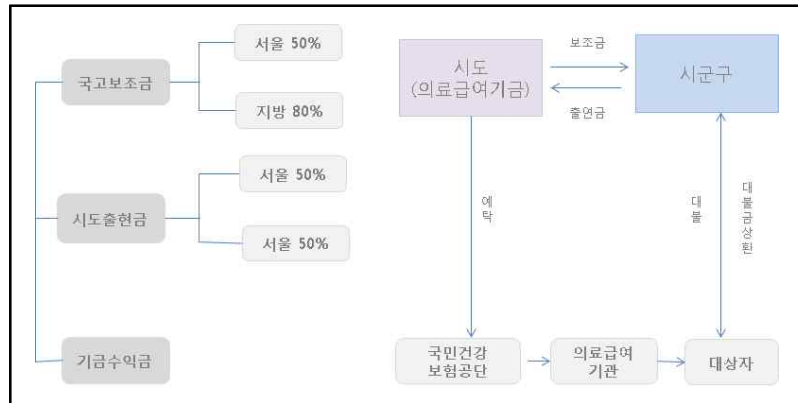 국고보조금
서울 50%
지방 80%
시도출현금
서울 50%
서울 50%
기금수익금
시도
(의료급여기금)
보조금
출연금
시군구
예탁
대불
대불금상환
국민건강
보험공단
의료급여
기관
대상자